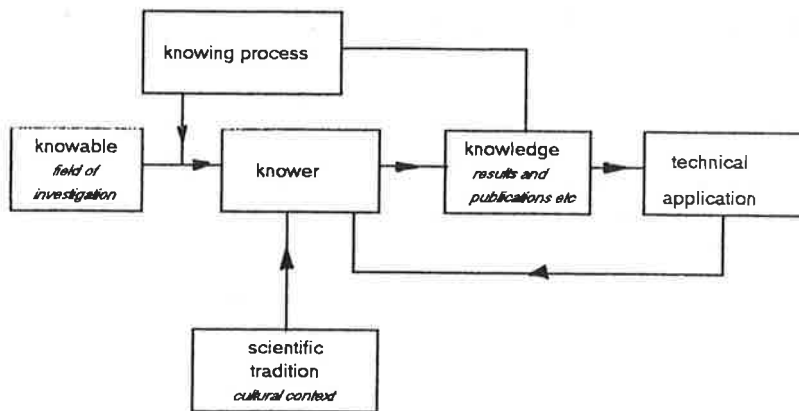 knowing process
knowable
field of
investigation
knower
knowledge
results and
publications etc
technical
application
scientific
tradition
cultural context